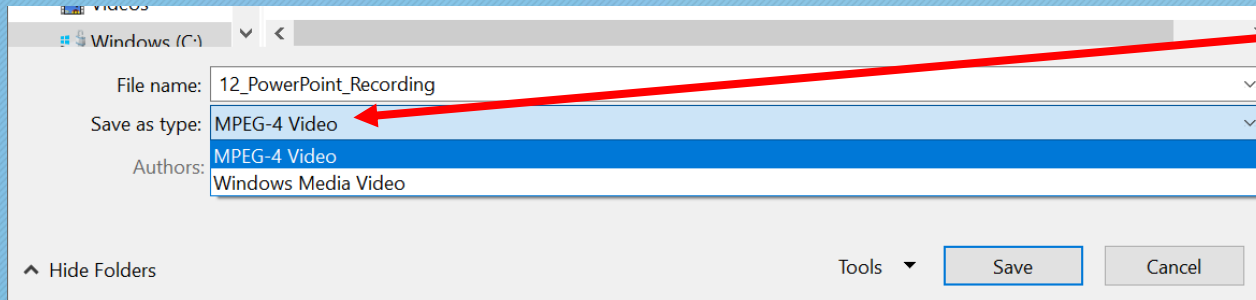 Videos
Windows (C:)
File name: 12_PowerPoint_Recording
Save as type: MPEG-4 Video
MPEG-4 Video
Authors:
Windows Media Video
Hide Folders Tools Save Cancel